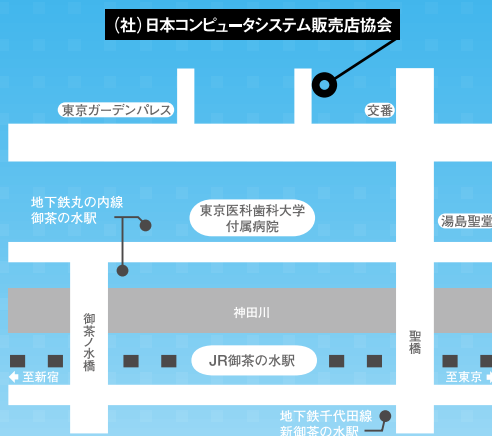 （社）日本コンピュータシステム販売店協会
東京ガーデンパレス
交番
地下鉄丸の内線
御茶の水駅
東京医科歯科大学
付属病院
湯島聖堂
神田川
御茶ノ水橋
聖橋
JR御茶の水駅
至新宿
至東京
地下鉄千代田線
新御茶の水駅